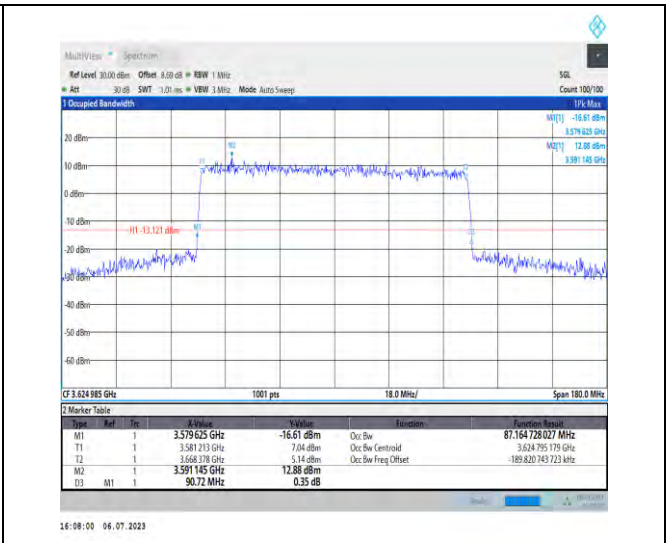 MultiView Spectrum
Ref Level 30.00 dBm Offset 8.69 dB RBW 1 MHz SGL
Att 30 dB SWT 1.01 ms VBW 3 MHz Mode Auto Sweep Count 100/100
1 Occupied Bandwidth 1Pk Max
M1[1] -16.61 dBm
3.579 625 GHz
20 dBm M2[1] 12.88 dBm
3.591 145 GHz
M2
T1
10 dBm
0 dBm
-10 dBm
H1 -13.121 dBm M1
-20 dBm
-30 dBm
-40 dBm
-50 dBm
-60 dBm
CF 3.624 985 GHz 1001 pts 18.0 MHz/ Span 180.0 MHz
2 Marker Table
Type Ref Trc X-Value Y-Value Function Function Result
M1 1 3.579 625 GHz -16.61 dBm Occ Bw 87.164 728 027 MHz
T1 1 3.581 213 GHz 7.04 dBm Occ Bw Centroid 3.624 795 179 GHz
T2 1 3.668 378 GHz 5.14 dBm Occ Bw Freq Offset -189.820 743 723 kHz
M2 1 3.591 145 GHz 12.88 dBm
D3 M1 1 90.72 MHz 0.35 dB
16:08:00 06.07.2023